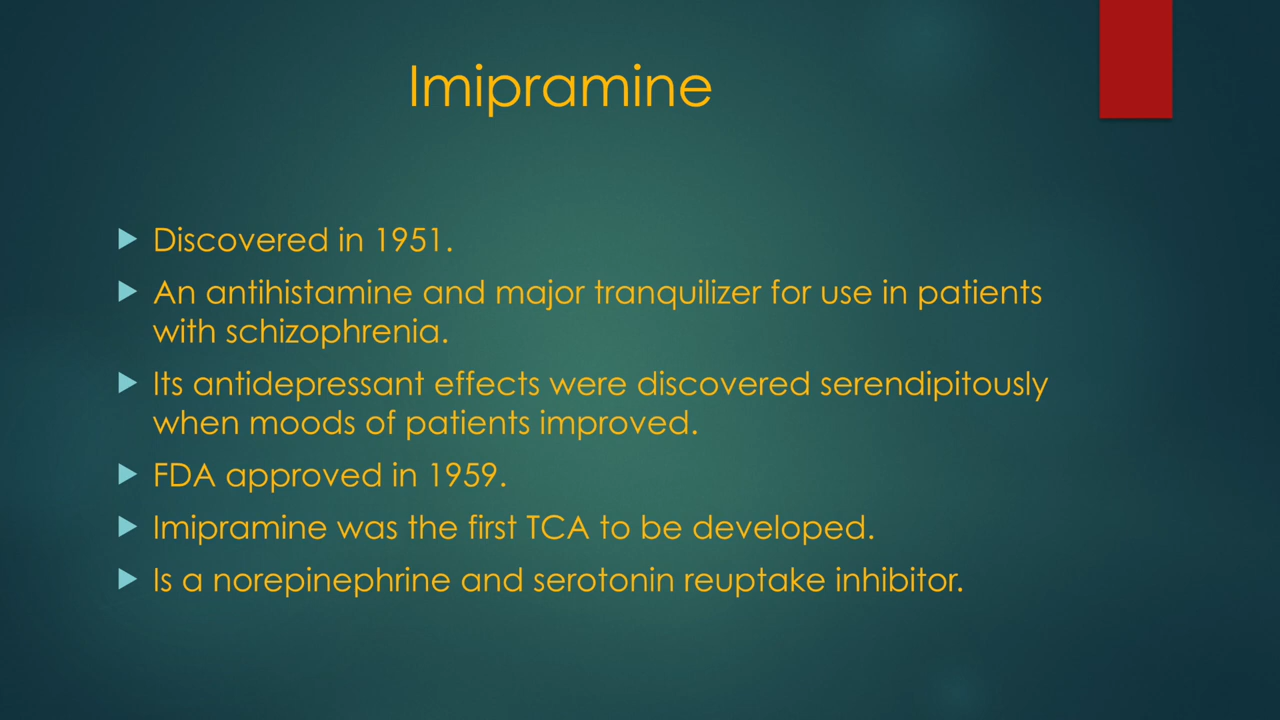 Imipramine
Discovered in 1951.
An antihistamine and major tranquilizer for use in patients
with schizophrenia.
Its antidepressant effects were discovered serendipitously
when moods of patients improved.
FDA approved in 1959.
Imipramine was the first TCA to be developed.
Is a norepinephrine and serotonin reuptake inhibitor.